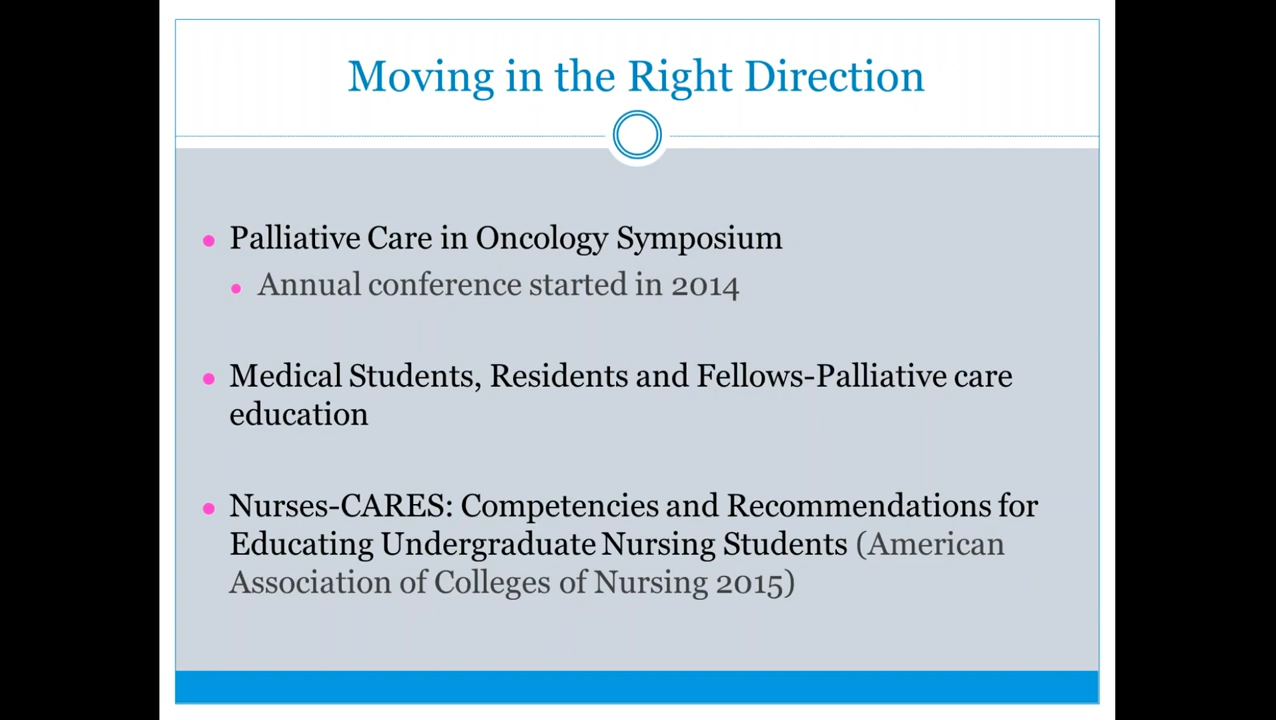 Moving in the Right Direction
Palliative Care in Oncology Symposium
Annual conference started in 2014
Medical Students, Residents and Fellows-Palliative care
education
Nurses-CARES: Competencies and Recommendations for
Educating Undergraduate Nursing Students (American
Association of Colleges of Nursing 2015)